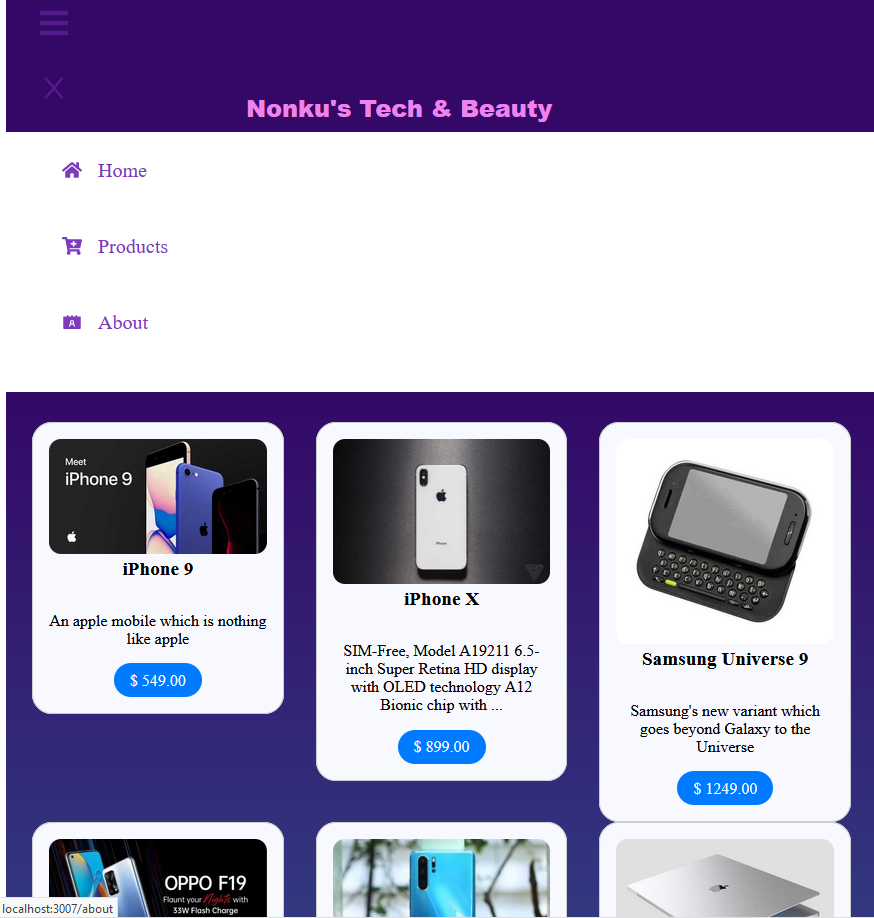 X
Nonku's Tech & Beauty
Home
Products
About
Meet
iPhone 9
iPhone 9
An apple mobile which is nothing
like apple
$ 549.00
iPhone
iPhone X
SIM-Free, Model A19211 6.5-
inch Super Retina HD display
with OLED technology A12
Bionic chip with ...
$ 899.00
Samsung Universe 9
Samsung's new variant which
goes beyond Galaxy to the
Universe
$ 1249.00
OPPO F19
Flaunt your Nights with
33W Flash Charge
localhost:3007/about